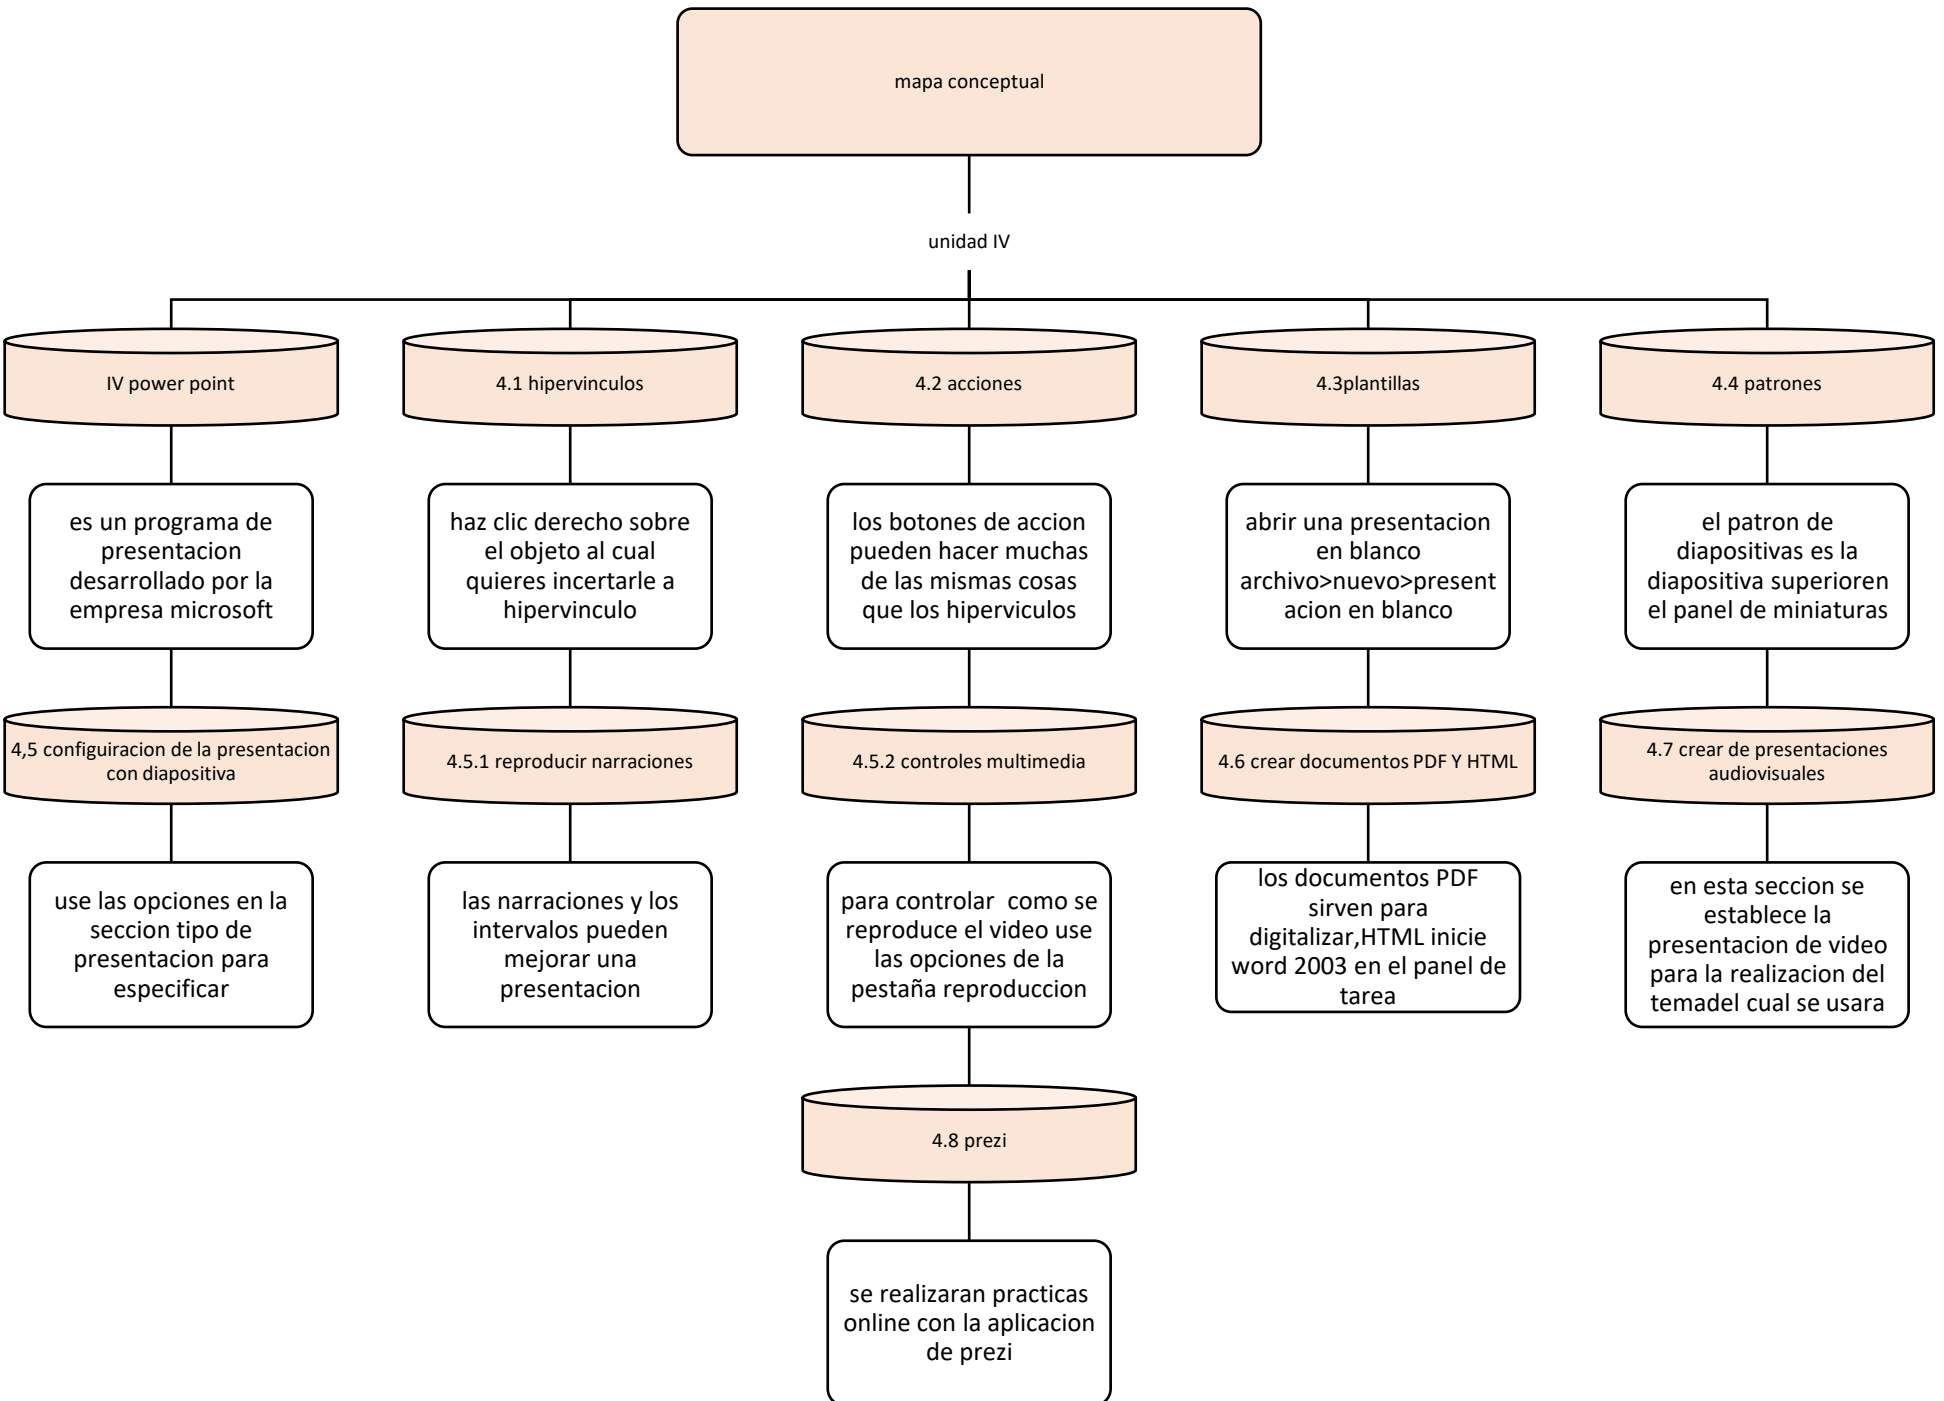 mapa conceptual
unidad IV
IV power point
4.1 hipervinculos
4.2 acciones
4.3plantillas
4.4 patrones
es un programa de
presentacion
desarrollado por la
empresa microsoft
haz clic derecho sobre
el objeto al cual
quieres incertarle a
hipervinculo
los botones de accion
pueden hacer muchas
de las mismas cosas
que los hiperviculos
abrir una presentacion
en blanco
archivo>nuevo>present
acion en blanco
el patron de
diapositivas es la
diapositiva superioren
el panel de miniaturas
4,5 configuiracion de la presentacion
con diapositiva
4.5.1 reproducir narraciones
4.5.2 controles multimedia
4.6 crear documentos PDF Y HTML
4.7 crear de presentaciones
audiovisuales
use las opciones en la
seccion tipo de
presentacion para
especificar
las narraciones y los
intervalos pueden
mejorar una
presentacion
para controlar  como se
reproduce el video use
las opciones de la
pestaña reproduccion
los documentos PDF
sirven para
digitalizar,HTML inicie
word 2003 en el panel de
tarea
en esta seccion se
establece la
presentacion de video
para la realizacion del
temadel cual se usara
4.8 prezi
se realizaran practicas
online con la aplicacion
de prezi